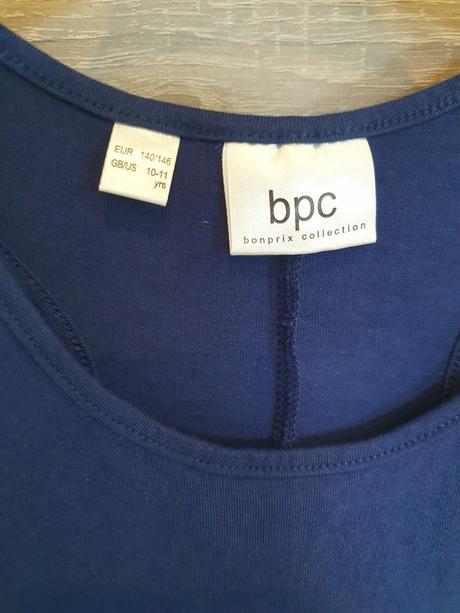 EUR 140'146
GB/US 10-11
yrs
bpc
bonprix collection